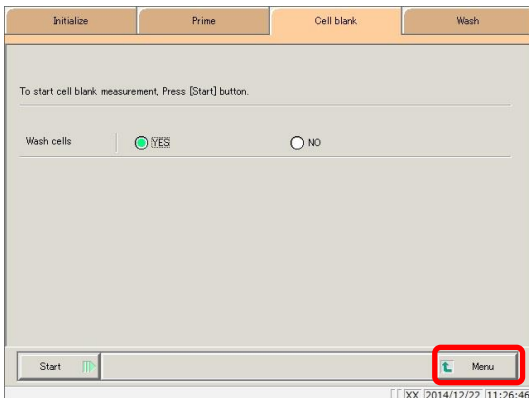 Initialize Prime Cell blank Wash
To start cell blank measurement, Press [Start] button.
Wash cells YES NO
Start Menu
XX 2014/12/22 11:26:46